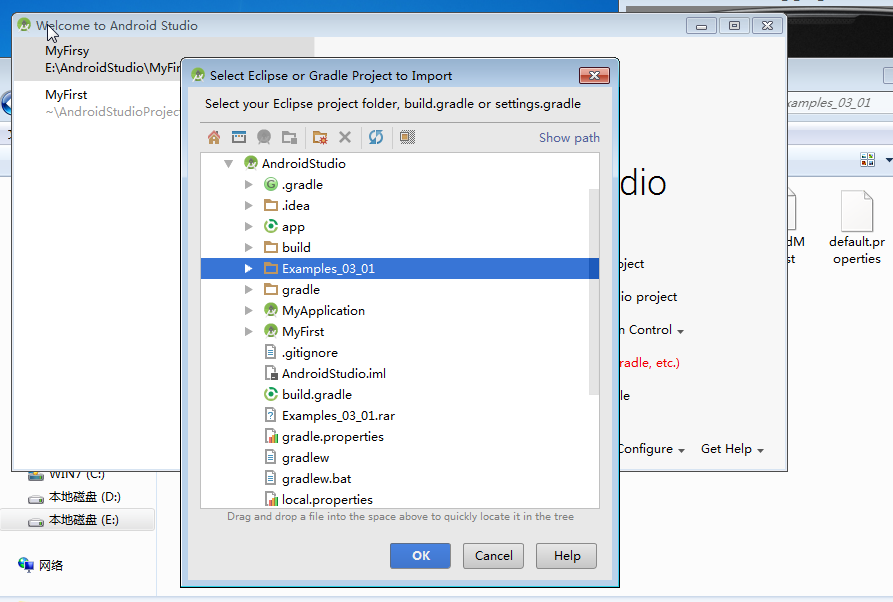 Welcome to Android Studio
MyFirsy
E:\AndroidStudio\MyFir
MyFirst
~\AndroidStudioProjec
Select Eclipse or Gradle Project to Import
Select your Eclipse project folder, build.gradle or settings.gradle
Show path
AndroidStudio
.gradle
.idea
app
build
Examples_03_01
gradle
MyApplication
MyFirst
.gitignore
AndroidStudio.iml
build.gradle
Examples_03_01.rar
gradle.properties
gradlew
gradlew.bat
local.properties
Drag and drop a file into the space above to quickly locate it in the tree
OK
Cancel
Help
xamples_03_01
dio
oject
io project
n Control
radle, etc.)
le
Configure
Get Help
dM
st
default.pr
operties
WIN7 (C:)
本地磁盘 (D:)
本地磁盘 (E:)
网络